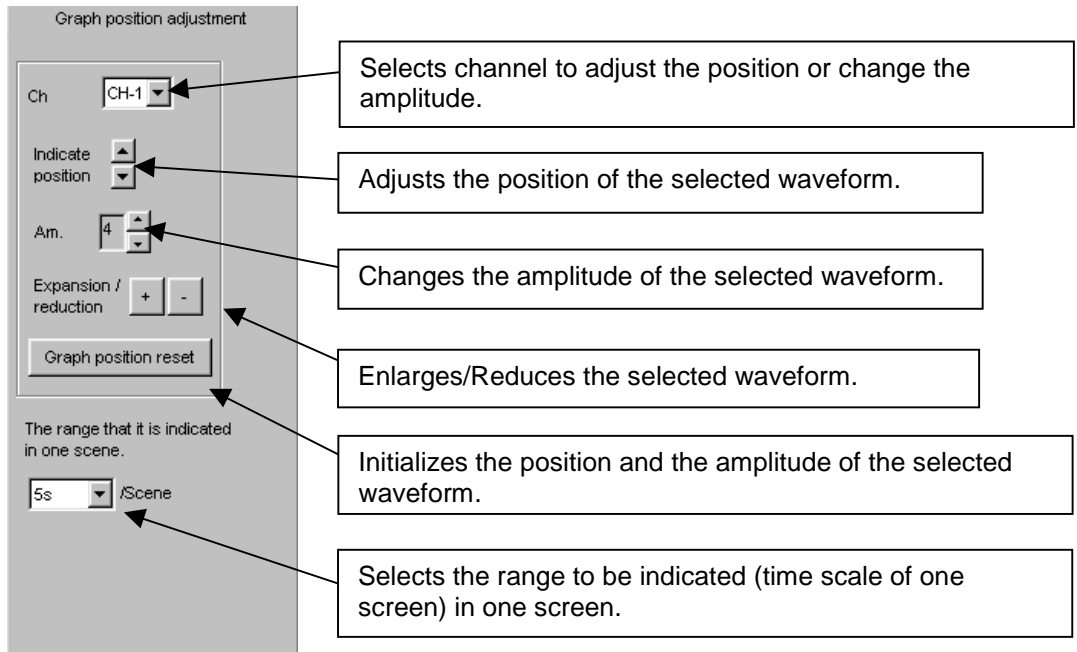 Graph position adjustment
Ch
CH-1
Selects channel to adjust the position or change the
amplitude.
Indicate
position
Adjusts the position of the selected waveform.
Am.
4
Changes the amplitude of the selected waveform.
Expansion /
reduction
+
-
Enlarges/Reduces the selected waveform.
Graph position reset
Initializes the position and the amplitude of the selected
waveform.
The range that it is indicated
in one scene.
5s
/Scene
Selects the range to be indicated (time scale of one
screen) in one screen.